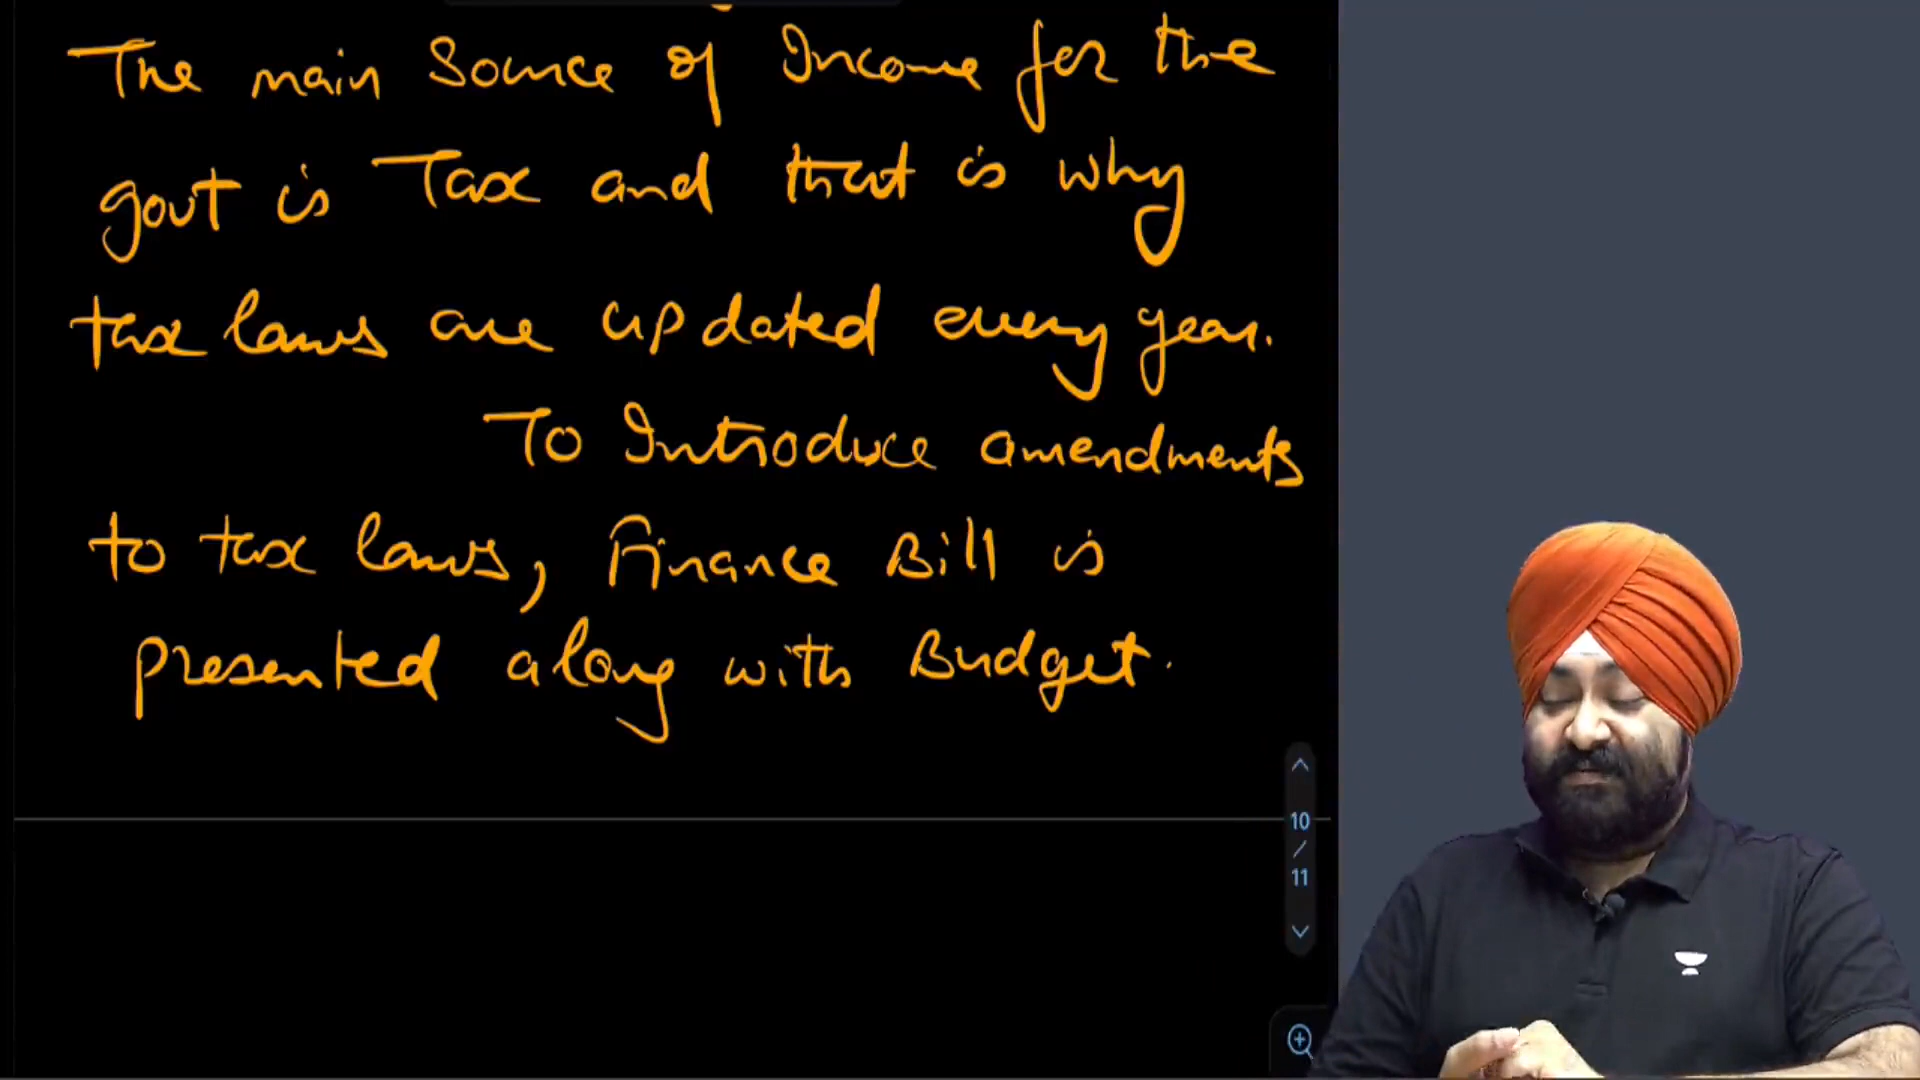 The main source of Income for the
govt is Tax and that is why
tax laws are updated every year.
To Introduce amendments
to tax laws, Finance Bill is
presented along with Budget.
10
/
11